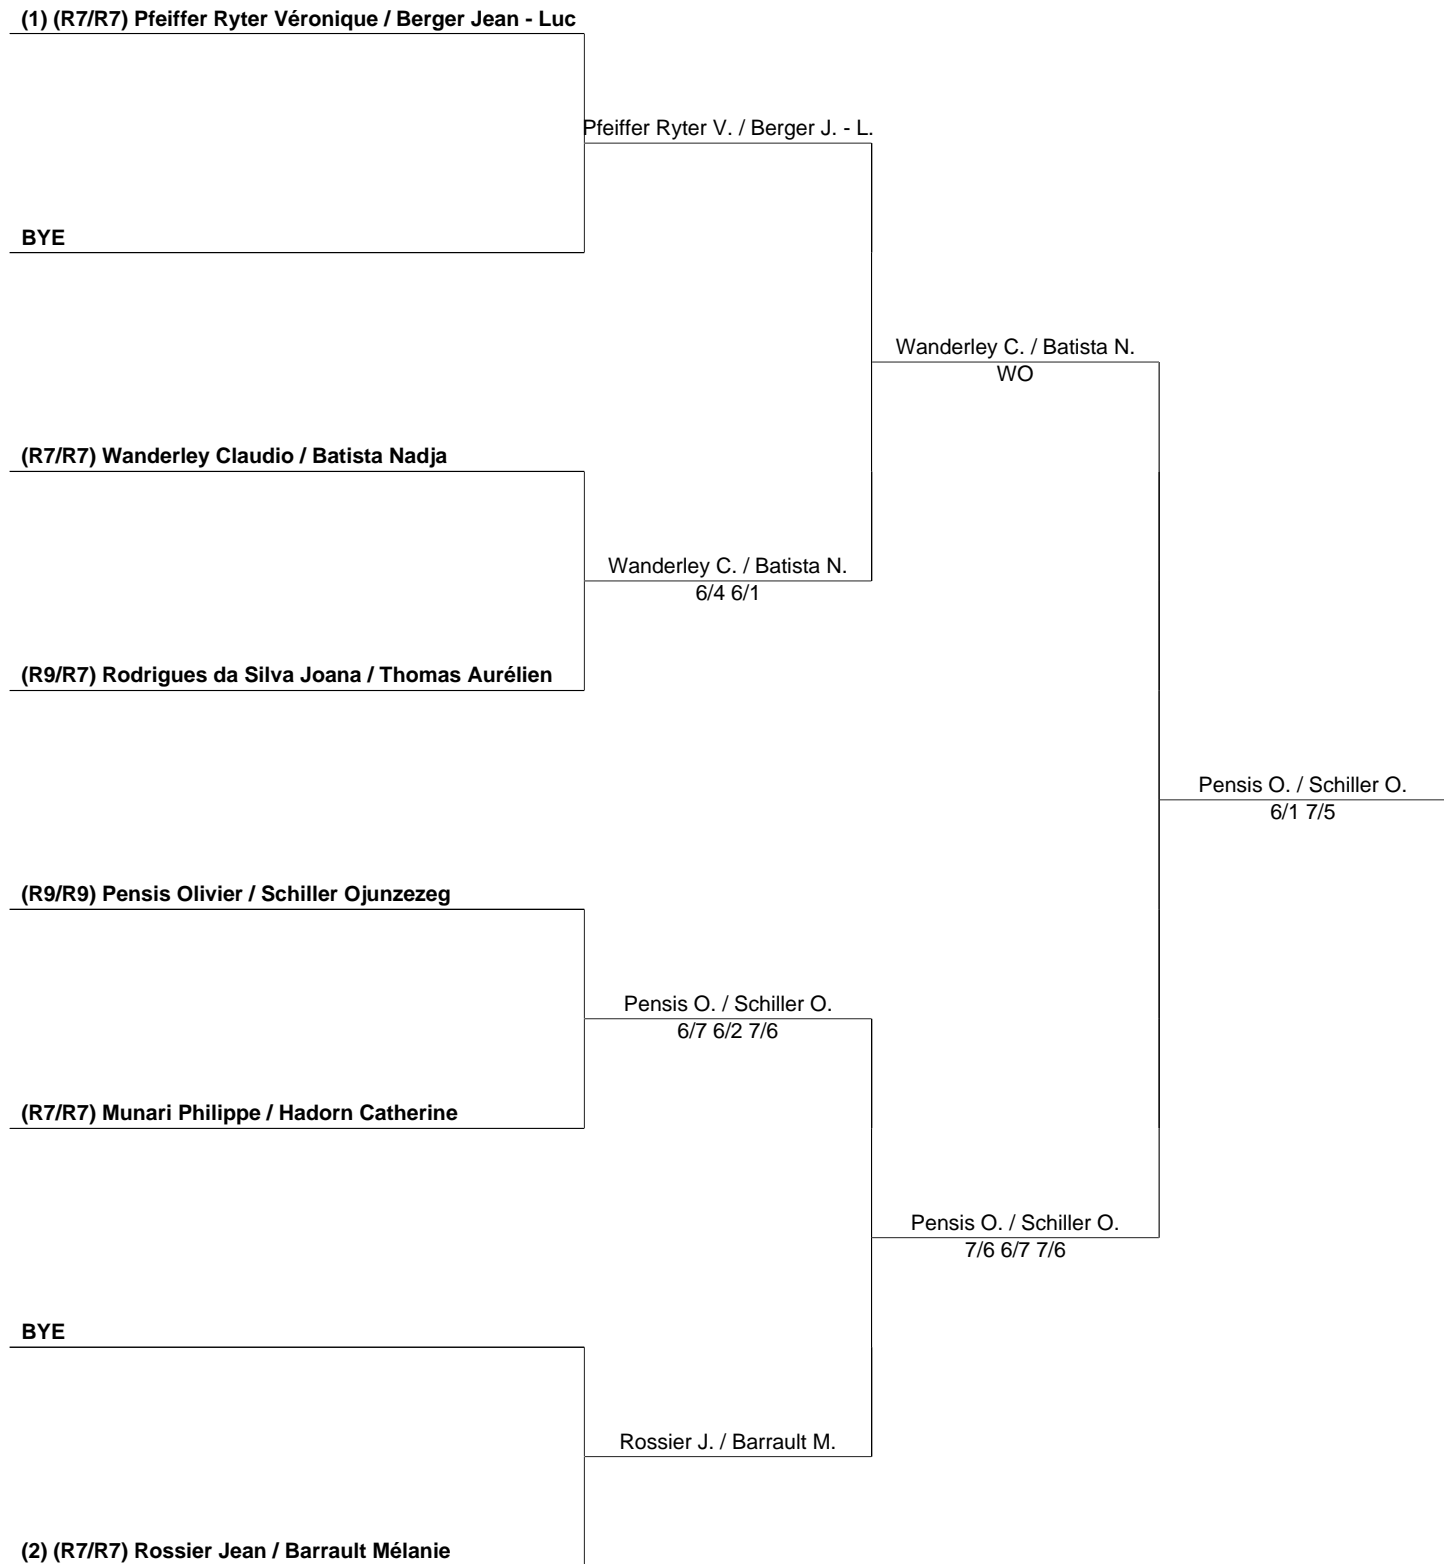 (1) (R7/R7) Pfeiffer Ryter Véronique / Berger Jean - Luc
Pfeiffer Ryter V. / Berger J. - L.
BYE
Wanderley C. / Batista N.
WO
(R7/R7) Wanderley Claudio / Batista Nadja
Wanderley C. / Batista N.
6/4 6/1
(R9/R7) Rodrigues da Silva Joana / Thomas Aurélien
Pensis O. / Schiller O.
6/1 7/5
(R9/R9) Pensis Olivier / Schiller Ojunzezeg
Pensis O. / Schiller O.
6/7 6/2 7/6
(R7/R7) Munari Philippe / Hadorn Catherine
Pensis O. / Schiller O.
7/6 6/7 7/6
BYE
Rossier J. / Barrault M.
(2) (R7/R7) Rossier Jean / Barrault Mélanie